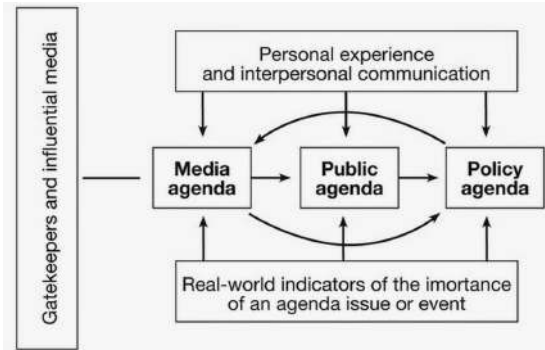 Gatekeepers and influential media
Personal experience
and interpersonal communication
Media
agenda
Public
agenda
Policy
agenda
Real-world indicators of the imortance
of an agenda issue or event